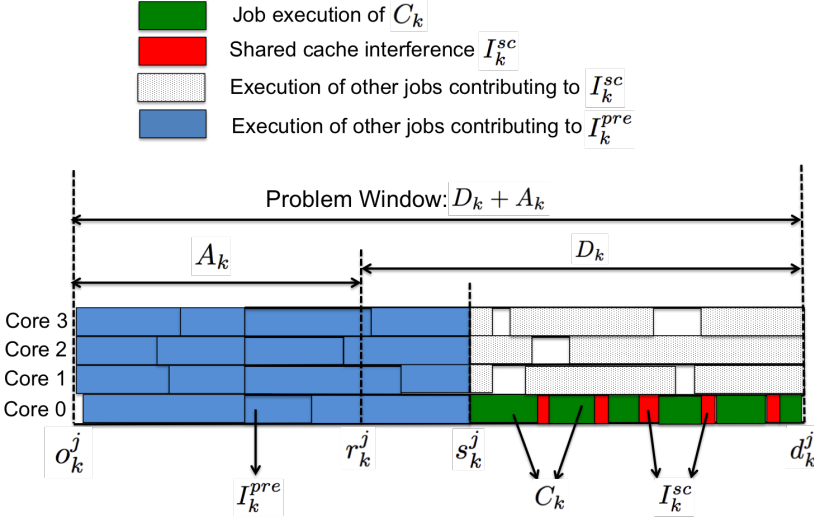 Job execution of C_k
Shared cache interference I_k^{sc}
Execution of other jobs contributing to I_k^{sc}
Execution of other jobs contributing to I_k^{pre}
Problem Window: D_k + A_k
A_k
D_k
Core 3
Core 2
Core 1
Core 0
o_k^j
r_k^j
s_k^j
d_k^j
I_k^{pre}
C_k
I_k^{sc}